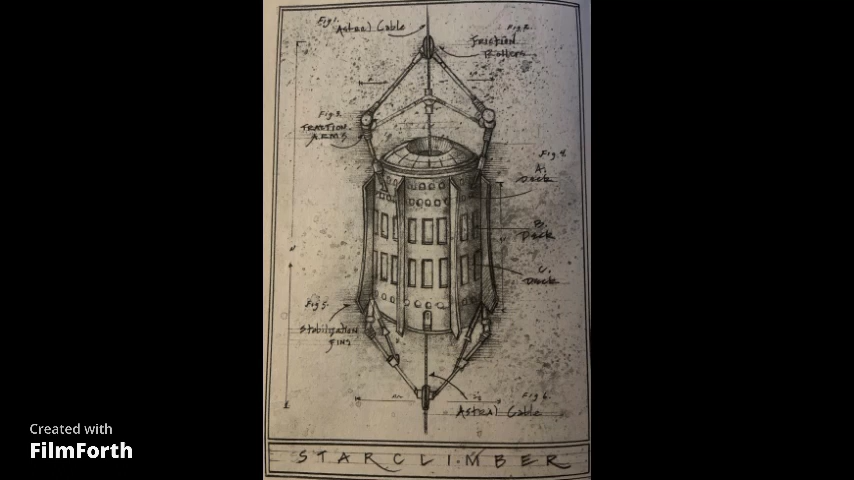 Fig 1.
Astral Cable
Fig 2.
Friction
Rollers
Fig 3.
TRACTION
ARMS
Fig 4.
A.
Deck
B.
Deck
C.
Deck
Fig 5.
Stabilization
FINS
Fig 6.
Astral Cable
STARCLIMBER
Created with
FilmForth